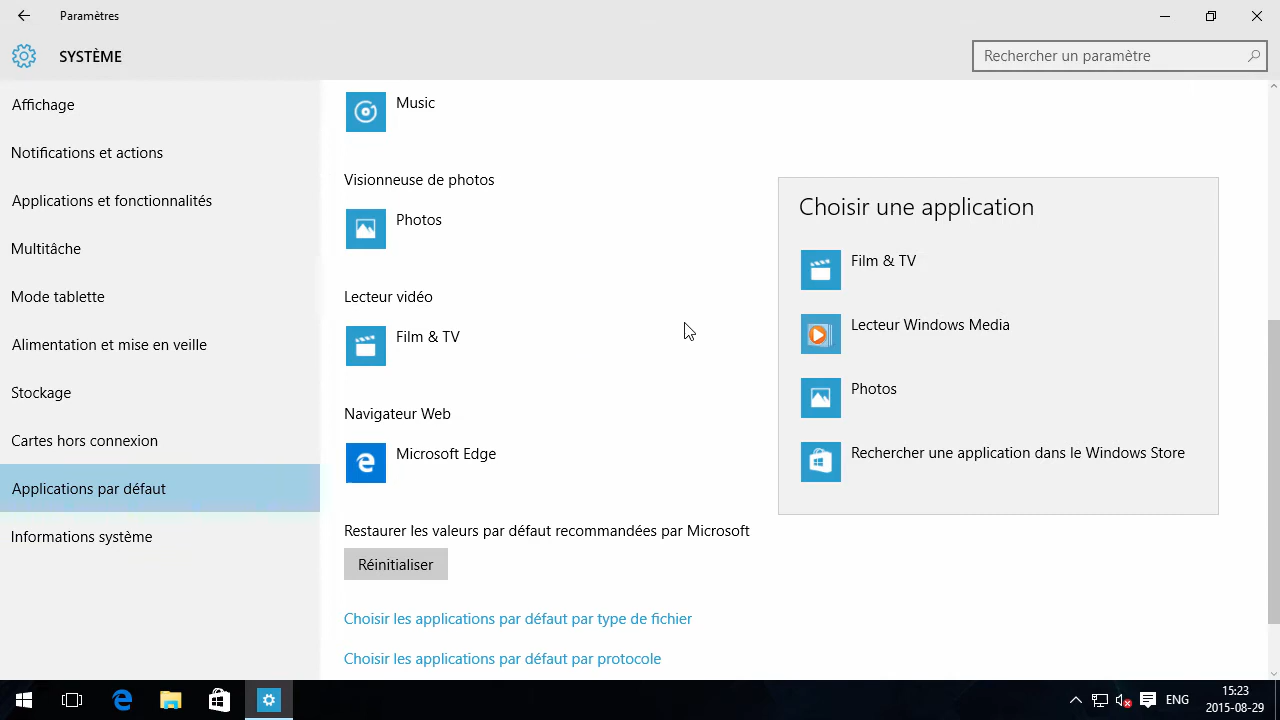 Paramètres
SYSTÈME
Rechercher un paramètre
Affichage
Notifications et actions
Applications et fonctionnalités
Multitâche
Mode tablette
Alimentation et mise en veille
Stockage
Cartes hors connexion
Applications par défaut
Informations système
Music
Visionneuse de photos
Photos
Lecteur vidéo
Film & TV
Navigateur Web
Microsoft Edge
Restaurer les valeurs par défaut recommandées par Microsoft
Réinitialiser
Choisir les applications par défaut par type de fichier
Choisir les applications par défaut par protocole
Choisir une application
Film & TV
Lecteur Windows Media
Photos
Rechercher une application dans le Windows Store
ENG
15:23
2015-08-29